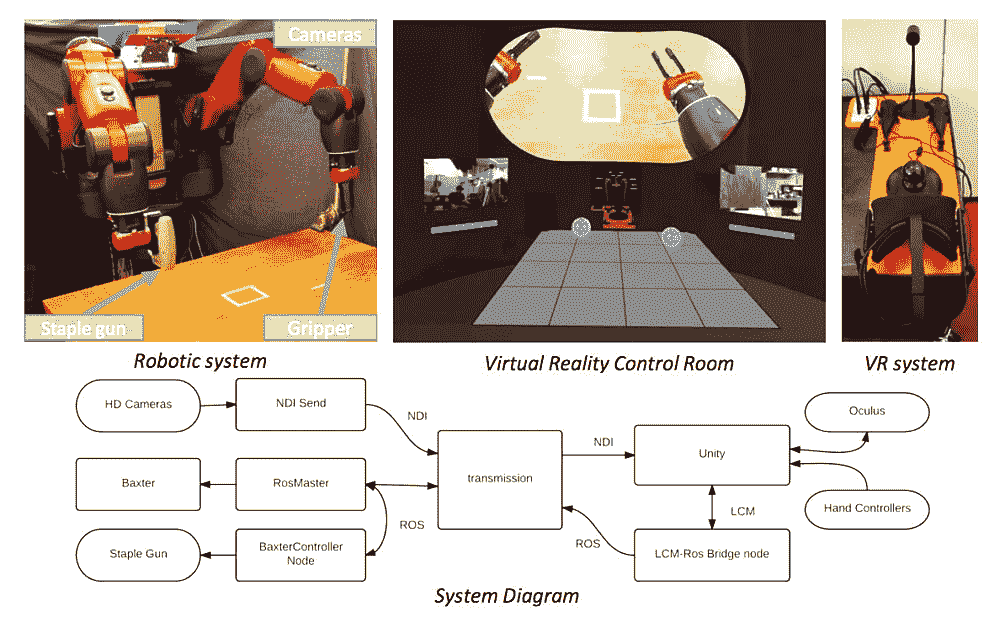 Cameras
Staple gun
Gripper
Robotic system
Virtual Reality Control Room
VR system
HD Cameras
NDI Send
NDI
NDI
Oculus
Unity
Baxter
RosMaster
transmission
Hand Controllers
ROS
LCM
Staple Gun
BaxterController
Node
ROS
LCM-Ros Bridge node
System Diagram